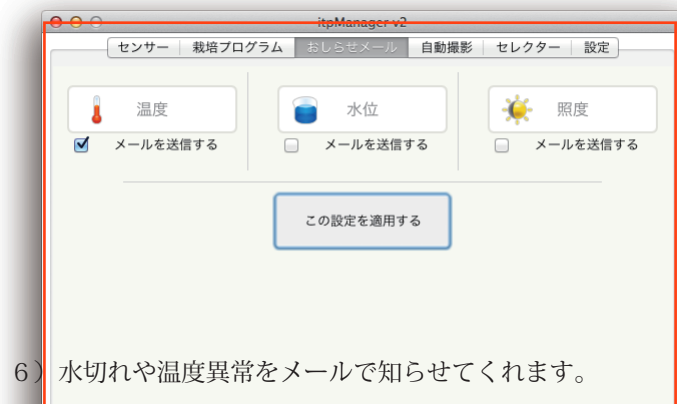 itpManager v2
センサー 栽培プログラム おしらせメール 自動撮影 セレクター 設定
温度 水位 照度
メールを送信する メールを送信する メールを送信する
この設定を適用する
6）水切れや温度異常をメールで知らせてくれます。